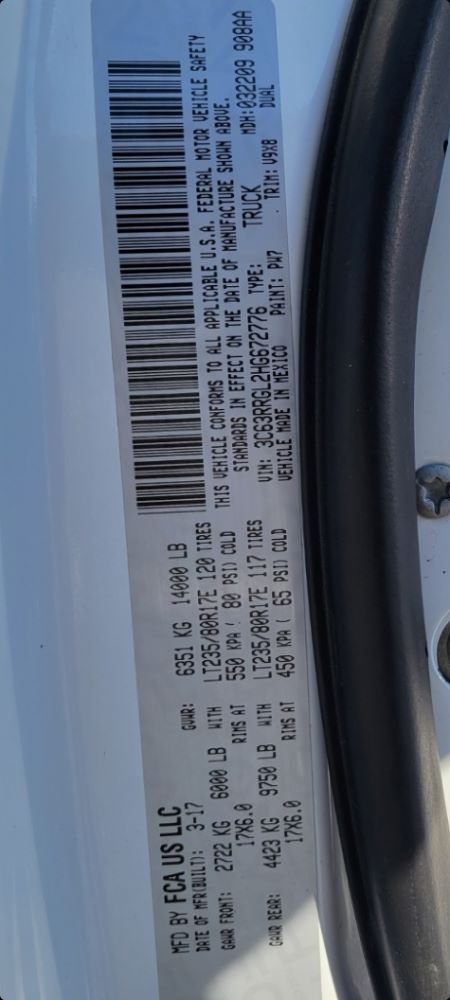 MFD BY FCA US LLC
DATE OF MFR(BUILT): 3-17 GVWR: 6351 KG 14000 LB
GAWR FRONT: 2722 KG 6000 LB WITH LT235/80R17E 120 TIRES
17X6.0 RIMS AT 550 KPA ( 80 PSI) COLD
GAWR REAR: 4423 KG 9750 LB WITH LT235/80R17E 117 TIRES
17X6.0 RIMS AT 450 KPA ( 65 PSI) COLD
THIS VEHICLE CONFORMS TO ALL APPLICABLE U.S.A. FEDERAL MOTOR VEHICLE SAFETY
STANDARDS IN EFFECT ON THE DATE OF MANUFACTURE SHOWN ABOVE.
VIN: 3C63RRGL2HG672776 TYPE: TRUCK MDH:032209 908AA
VEHICLE MADE IN MEXICO PAINT: PW7 TRIM: V9X8 DUAL